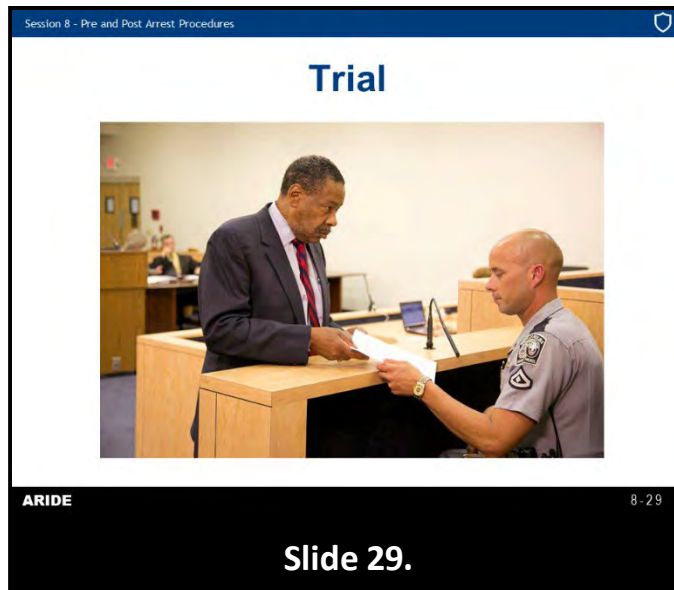 Session 8 - Pre and Post Arrest Procedures
Trial
ARIDE
8-29
Slide 29.